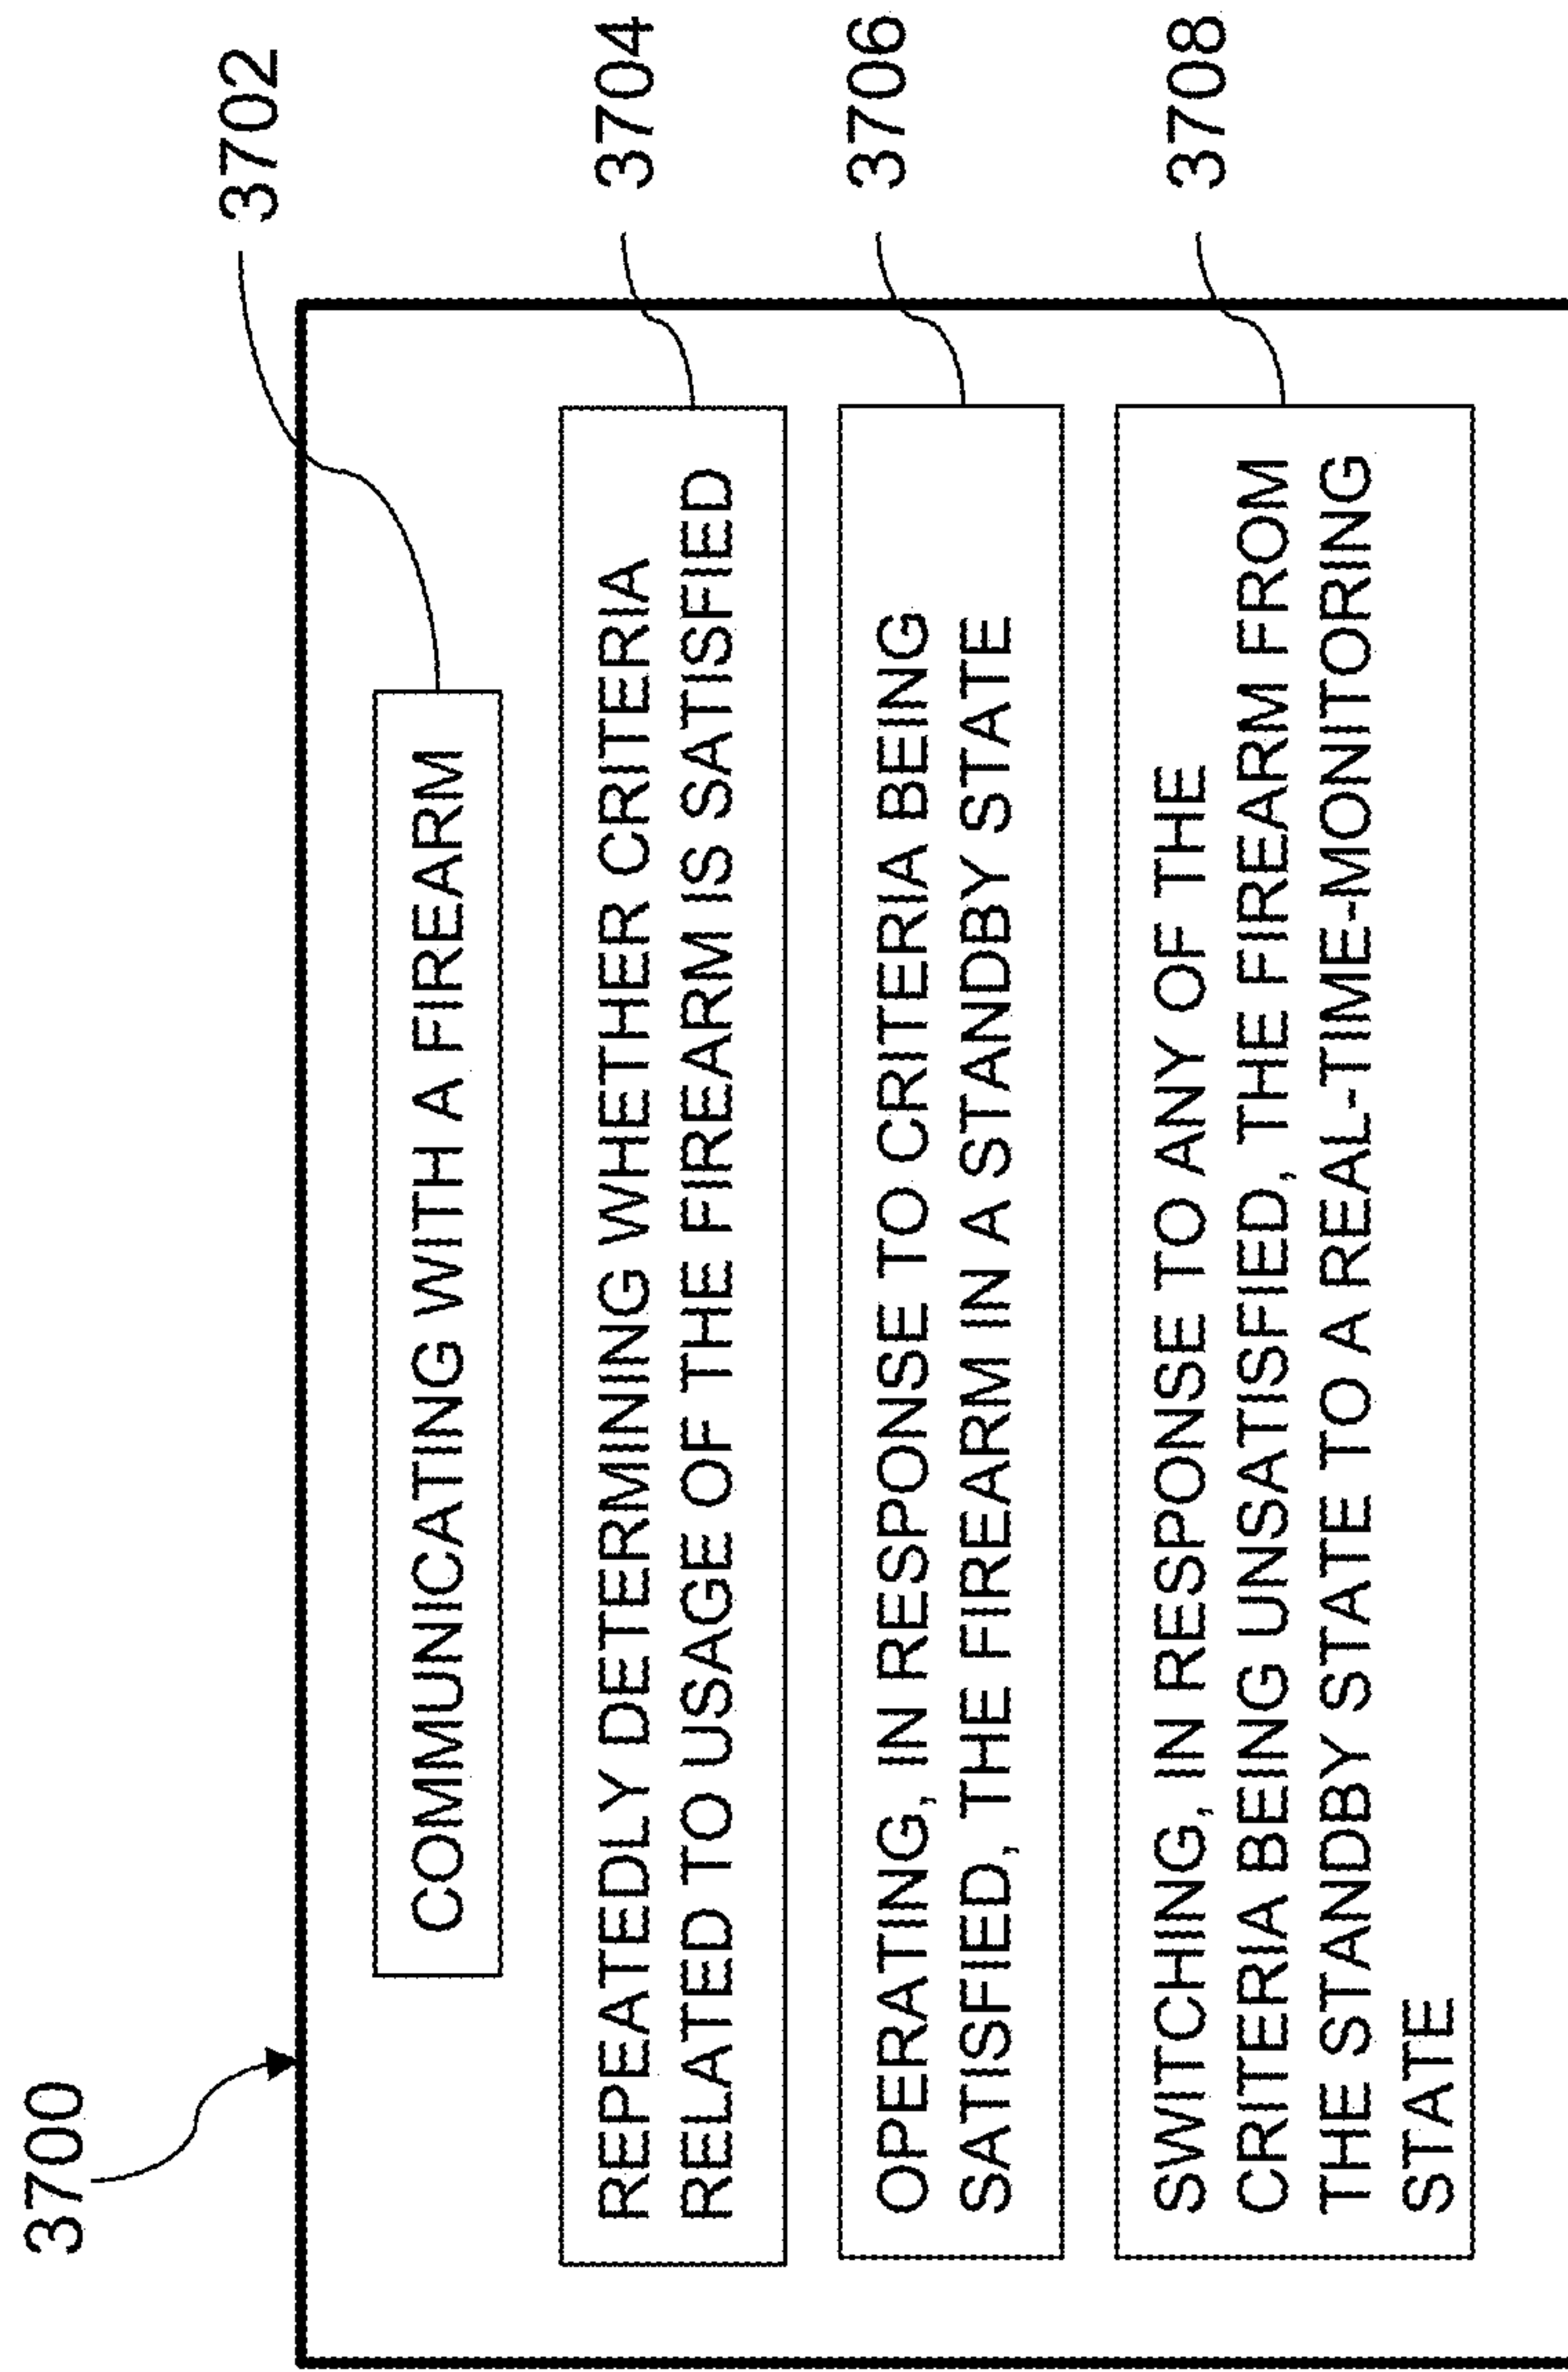 3700
3702
COMMUNICATING WITH A FIREARM
3704
REPEATEDLY DETERMINING WHETHER CRITERIA
RELATED TO USAGE OF THE FIREARM IS SATISFIED
3706
OPERATING, IN RESPONSE TO CRITERIA BEING
SATISFIED, THE FIREARM IN A STANDBY STATE
3708
SWITCHING, IN RESPONSE TO ANY OF THE
CRITERIA BEING UNSATISFIED, THE FIREARM FROM
THE STANDBY STATE TO A REAL-TIME-MONITORING
STATE